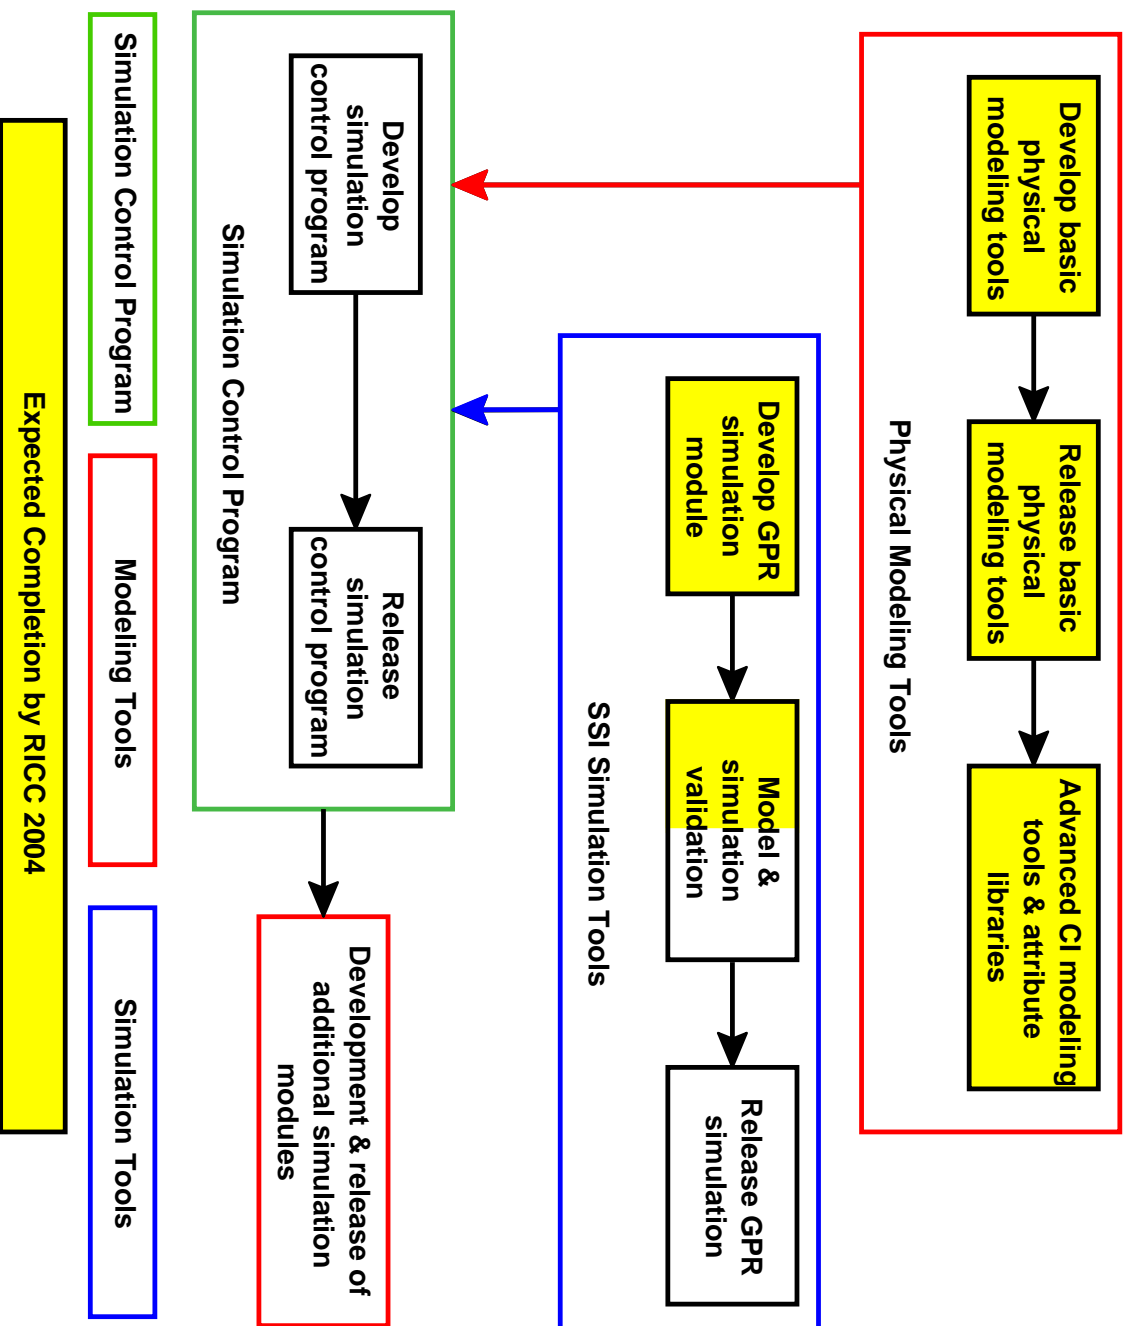 Develop basic
physical
modeling tools
Release basic
physical
modeling tools
Advanced CI modeling
tools & attribute
libraries
Physical Modeling Tools
Develop GPR
simulation
module
Model &
simulation
validation
Release GPR
simulation
SSI Simulation Tools
Develop
simulation
control program
Release
simulation
control program
Simulation Control Program
Development & release of
additional simulation
modules
Simulation Control Program
Modeling Tools
Simulation Tools
Expected Completion by RICC 2004